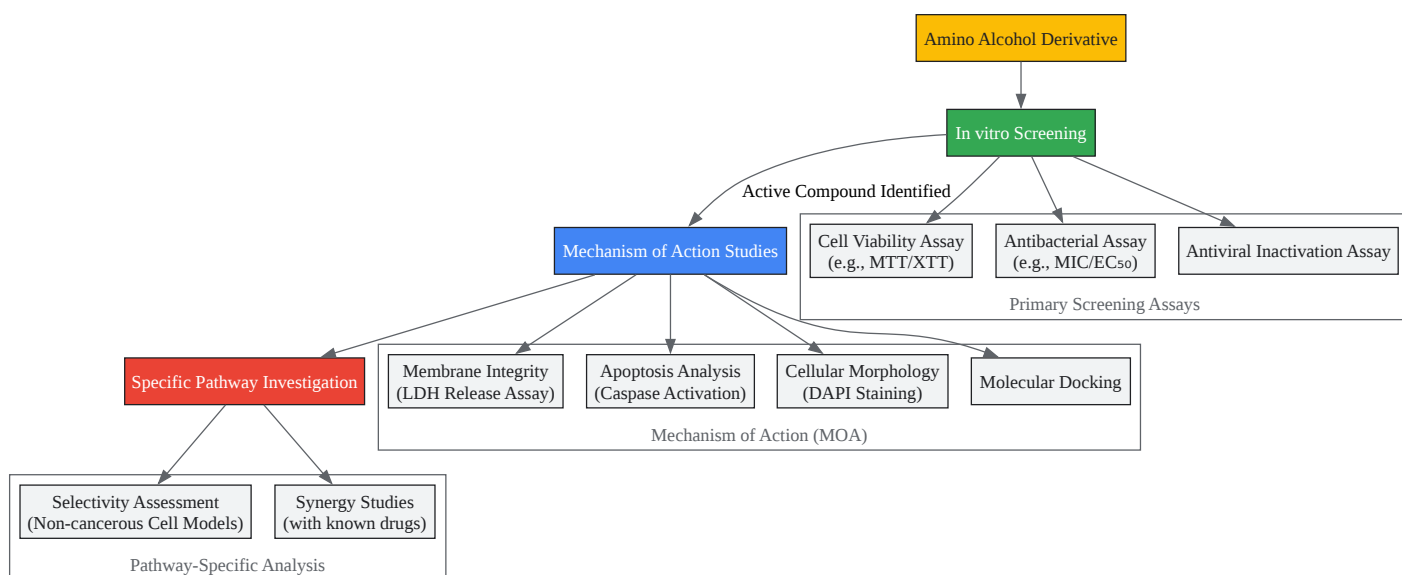 Amino Alcohol Derivative
In vitro Screening
Active Compound Identified
Cell Viability Assay
(e.g., MTT/XTT)
Antibacterial Assay
(e.g., MIC/EC₅₀)
Antiviral Inactivation Assay
Primary Screening Assays
Mechanism of Action Studies
Specific Pathway Investigation
Membrane Integrity
(LDH Release Assay)
Apoptosis Analysis
(Caspase Activation)
Cellular Morphology
(DAPI Staining)
Molecular Docking
Mechanism of Action (MOA)
Selectivity Assessment
(Non-cancerous Cell Models)
Synergy Studies
(with known drugs)
Pathway-Specific Analysis